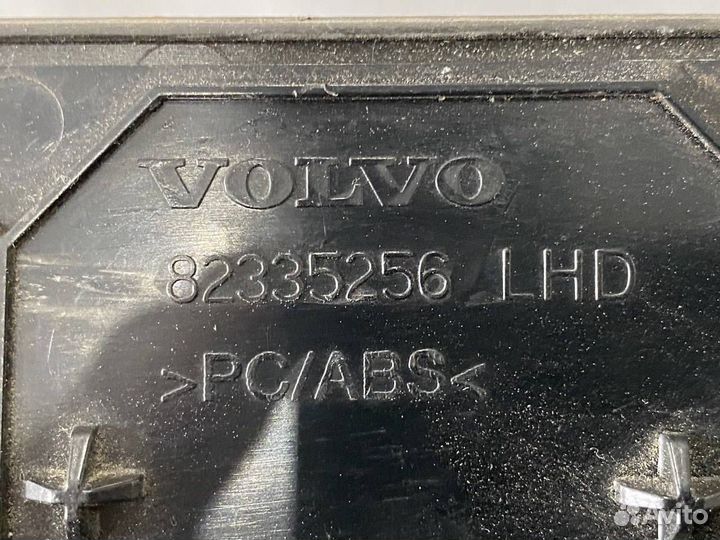 VOLVO
82335256 LHD
>PC/ABS<
Avito